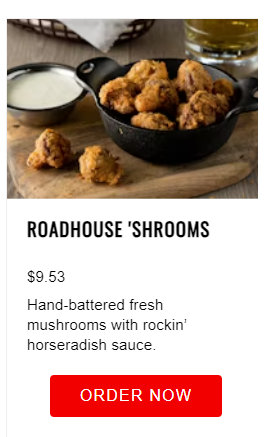 ROADHOUSE 'SHROOMS
$9.53
Hand-battered fresh
mushrooms with rockin’
horseradish sauce.
ORDER NOW